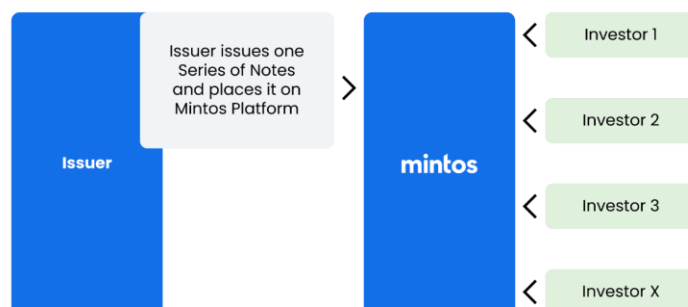 Issuer issues one
Series of Notes
and places it on
Mintos Platform
Issuer
mintos
Investor 1
Investor 2
Investor 3
Investor X